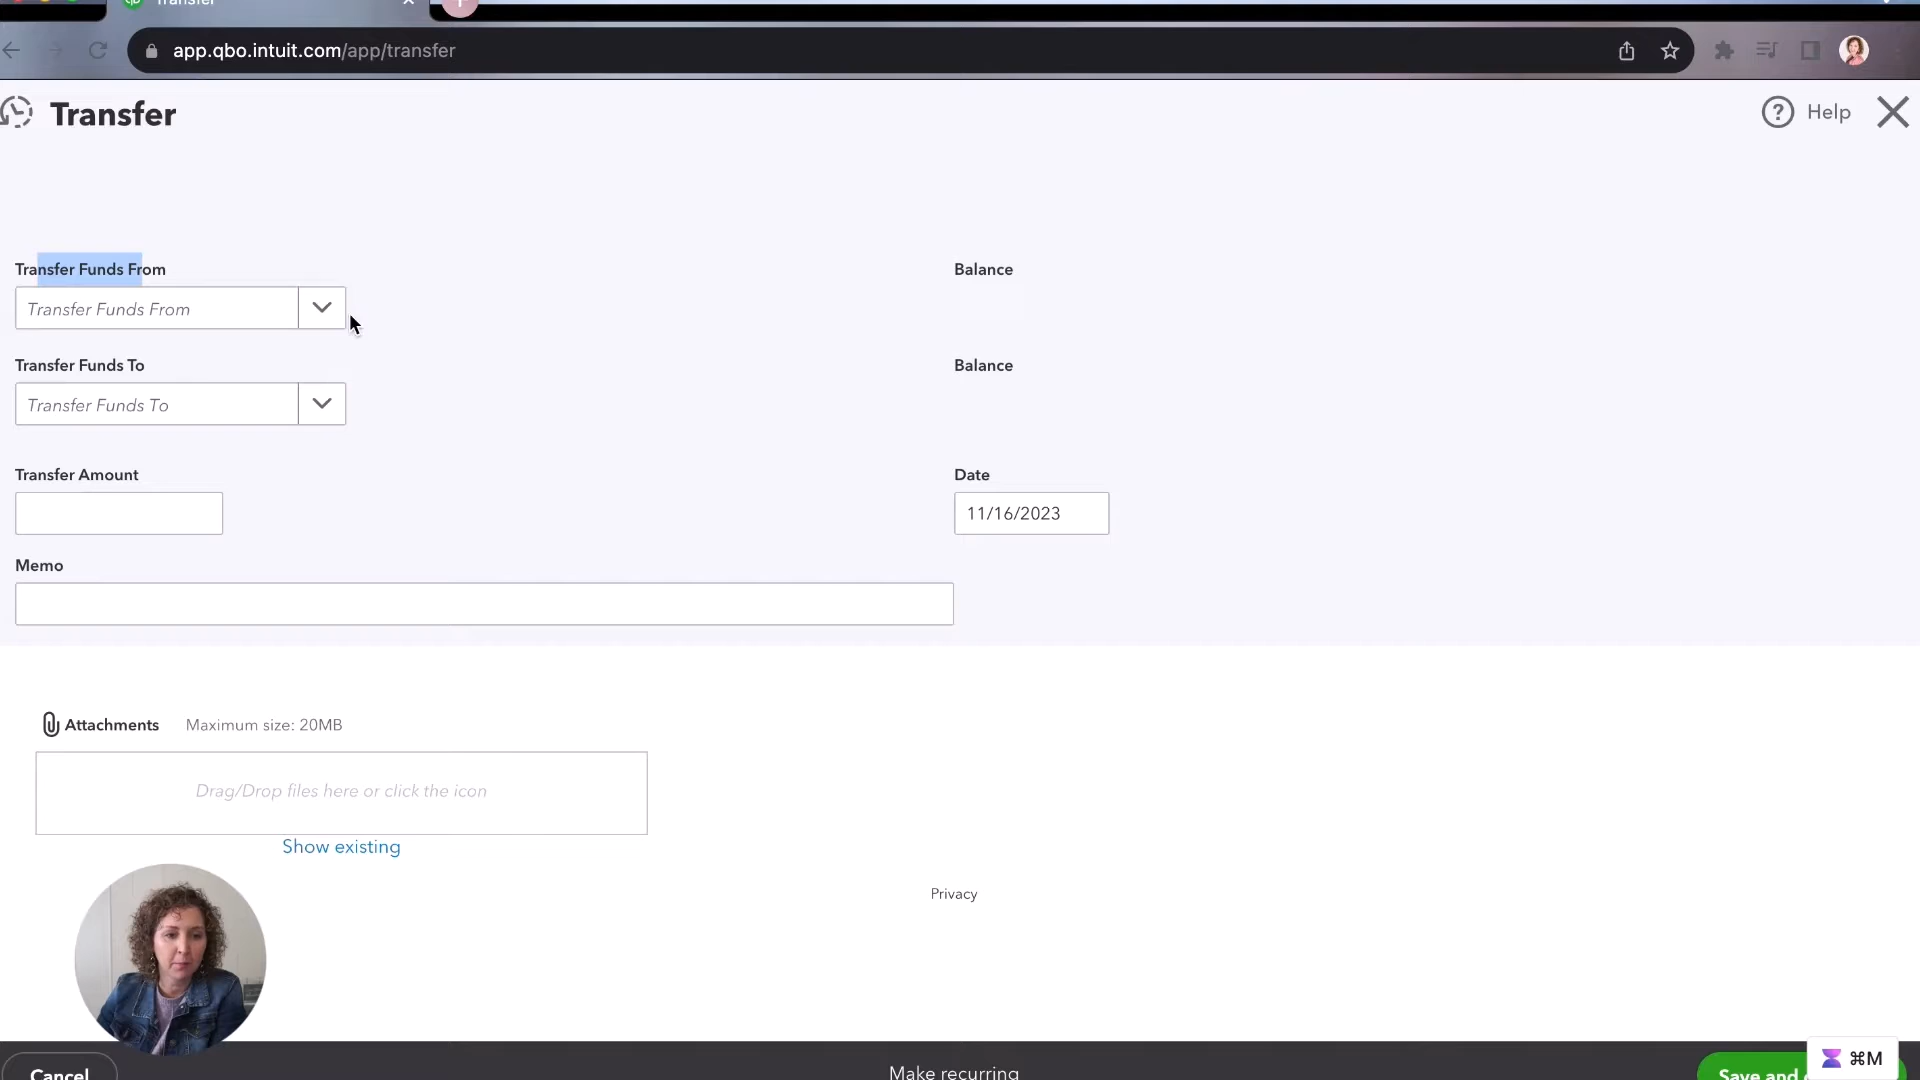 app.qbo.intuit.com/app/transfer
Transfer
Help
Transfer Funds From
Balance
Transfer Funds From
Transfer Funds To
Balance
Transfer Funds To
Transfer Amount
Date
11/16/2023
Memo
Attachments Maximum size: 20MB
Drag/Drop files here or click the icon
Show existing
Privacy
Cancel
Make recurring
Save and
⌘M